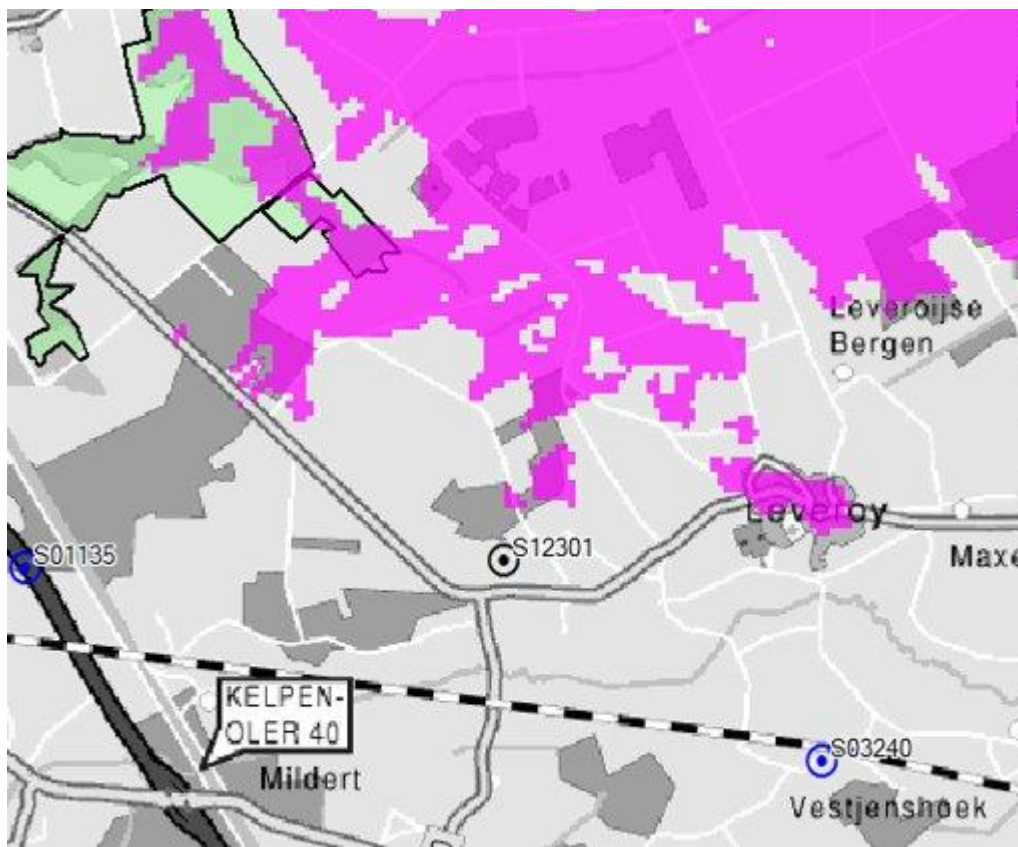 Leveroijse
Bergen
Leveroy
S12301
S01135
Maxe
KELPEN-
OLER 40
S03240
Mildert
Vestjenshoek